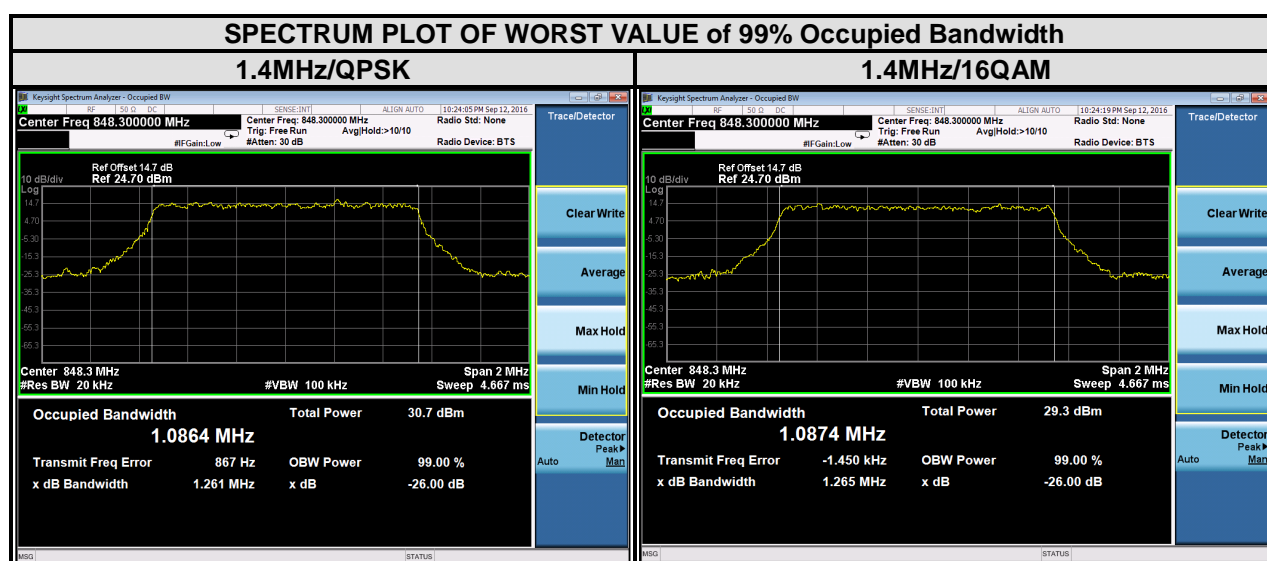 SPECTRUM PLOT OF WORST VALUE of 99% Occupied Bandwidth
1.4MHz/QPSK
Keysight Spectrum Analyzer - Occupied BW
LXI RF 50 Ω DC SENSE:INT ALIGN AUTO 10:24:05 PM Sep 12, 2016
Center Freq 848.300000 MHz
Center Freq: 848.300000 MHz
Radio Std: None
Trig: Free Run Avg|Hold:>10/10
#IFGain:Low
#Atten: 30 dB
Radio Device: BTS
Ref Offset 14.7 dB
10 dB/div Ref 24.70 dBm
Log
14.7
4.70
-5.30
-15.3
-25.3
-35.3
-45.3
-55.3
-65.3
Center 848.3 MHz Span 2 MHz
#Res BW 20 kHz #VBW 100 kHz Sweep 4.667 ms
Occupied Bandwidth Total Power 30.7 dBm
1.0864 MHz
Transmit Freq Error 867 Hz OBW Power 99.00 %
x dB Bandwidth 1.261 MHz x dB -26.00 dB
MSG STATUS
Trace/Detector
Clear Write
Average
Max Hold
Min Hold
Detector
Peak▶
Auto Man
1.4MHz/16QAM
Keysight Spectrum Analyzer - Occupied BW
LXI RF 50 Ω DC SENSE:INT ALIGN AUTO 10:24:19 PM Sep 12, 2016
Center Freq 848.300000 MHz
Center Freq: 848.300000 MHz
Radio Std: None
Trig: Free Run Avg|Hold:>10/10
#IFGain:Low
#Atten: 30 dB
Radio Device: BTS
Ref Offset 14.7 dB
10 dB/div Ref 24.70 dBm
Log
14.7
4.70
-5.30
-15.3
-25.3
-35.3
-45.3
-55.3
-65.3
Center 848.3 MHz Span 2 MHz
#Res BW 20 kHz #VBW 100 kHz Sweep 4.667 ms
Occupied Bandwidth Total Power 29.3 dBm
1.0874 MHz
Transmit Freq Error -1.450 kHz OBW Power 99.00 %
x dB Bandwidth 1.265 MHz x dB -26.00 dB
MSG STATUS
Trace/Detector
Clear Write
Average
Max Hold
Min Hold
Detector
Peak▶
Auto Man